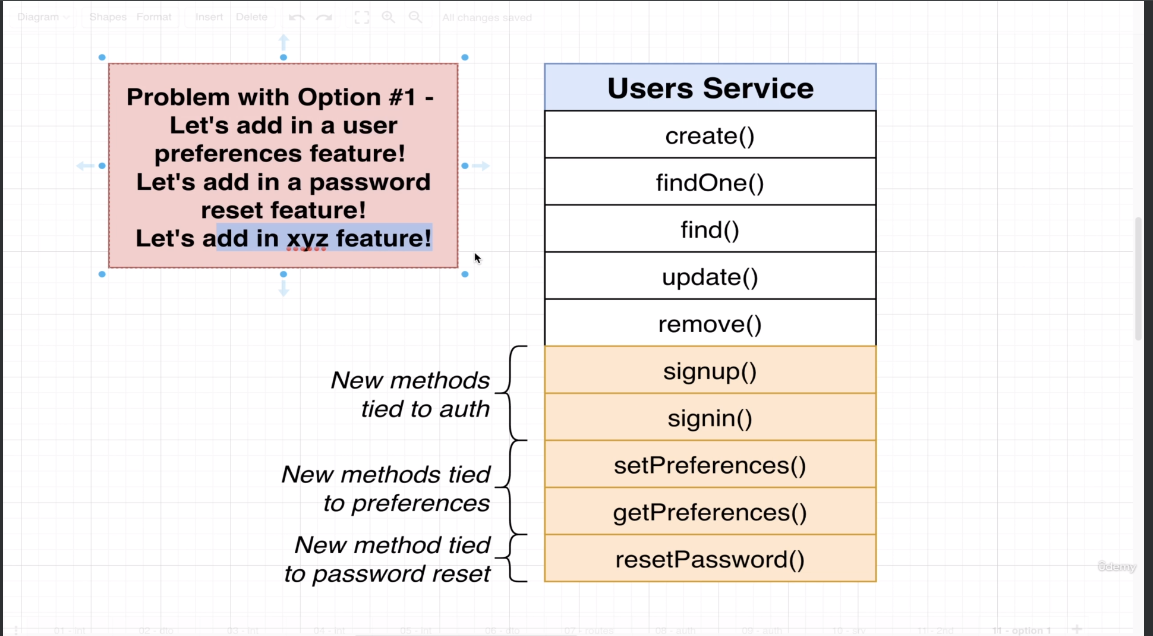 Diagram Shapes Format Insert Delete All changes saved
Problem with Option #1 -
Let's add in a user
preferences feature!
Let's add in a password
reset feature!
Let's add in xyz feature!
Users Service
create()
findOne()
find()
update()
remove()
signup()
signin()
setPreferences()
getPreferences()
resetPassword()
New methods
tied to auth
New methods tied
to preferences
New method tied
to password reset
ûdemy
11 - option 1